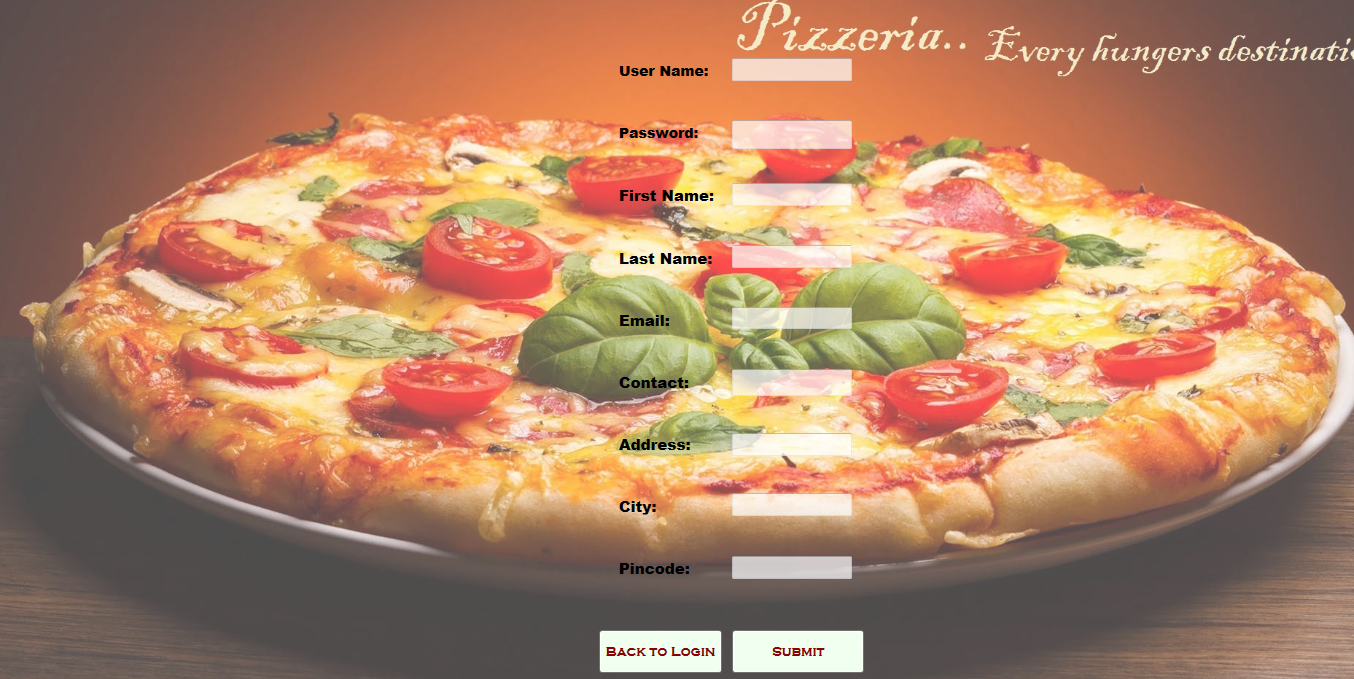 Pizzeria.. Every hungers destinati
User Name:
Password:
First Name:
Last Name:
Email:
Contact:
Address:
City:
Pincode:
Back to Login
Submit